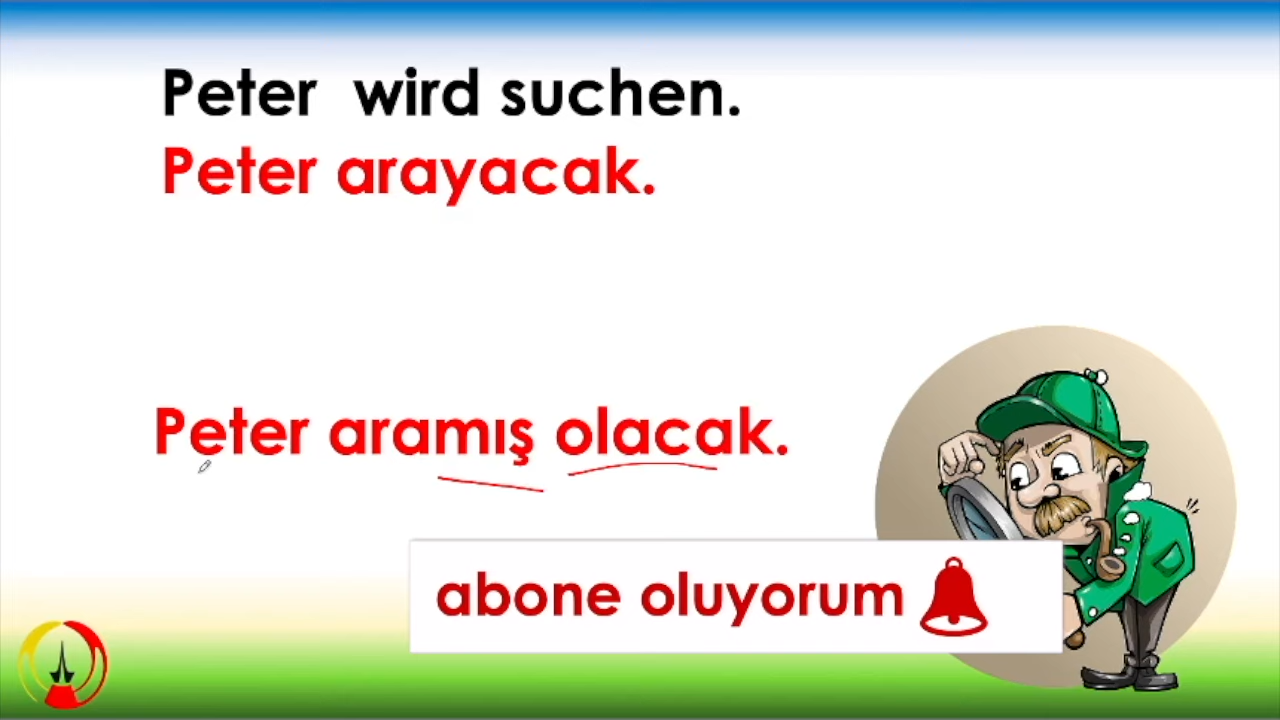 Peter wird suchen.
Peter arayacak.
Peter aramış olacak.
abone oluyorum